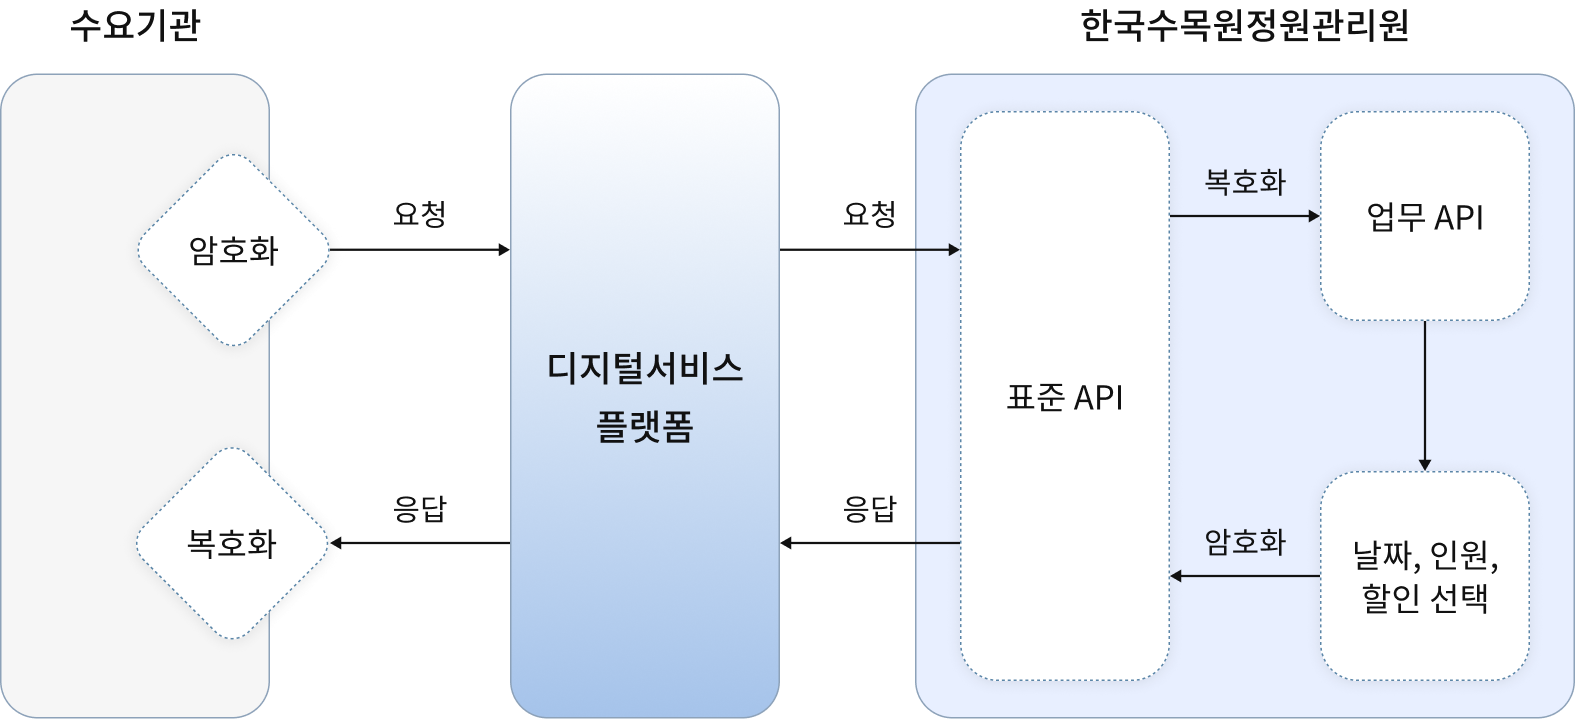 수요기관
한국수목원정원관리원
암호화
요청
디지털서비스
플랫폼
요청
표준 API
복호화
업무 API
날짜, 인원,
할인 선택
암호화
응답
응답
복호화